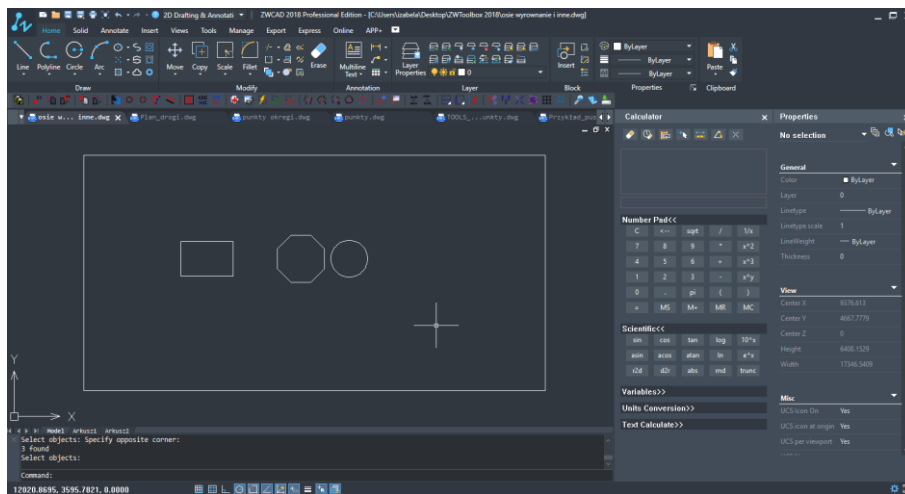 2D Drafting & Annotati
ZWCAD 2018 Professional Edition - [C:\Users\izabela\Desktop\ZWToolbox 2018\osie wyrownanie i inne.dwg]
Home Solid Annotate Insert Views Tools Manage Export Express Online APP+
Line Polyline Circle Arc Move Copy Scale Fillet Erase Multiline Text Layer Properties 0 Insert ByLayer Paste
ByLayer
ByLayer
Draw Modify Annotation Layer Block Properties Clipboard
osie w... inne.dwg Plan_drogi.dwg punkty okregi.dwg punkty.dwg TOOLS_...unkty.dwg Przyklad_pus
Calculator
Number Pad<<
C <-- sqrt / 1/x
7 8 9 * x^2
4 5 6 + x^3
1 2 3 - x^y
0 . pi ( )
= MS M+ MR MC
Scientific<<
sin cos tan log 10^x
asin acos atan ln e^x
r2d d2r abs rnd trunc
Variables>>
Units Conversion>>
Text Calculate>>
Properties
No selection
General
Color ByLayer
Layer 0
Linetype ByLayer
Linetype scale 1
LineWeight ByLayer
Thickness 0
View
Center X 9376.813
Center Y 4667.7779
Center Z 0
Height 6408.1529
Width 17346.5409
Misc
UCS Icon On Yes
UCS icon at origin Yes
UCS per viewport Yes
Y
X
Model Arkusz1 Arkusz2
Select objects: Specify opposite corner:
3 found
Select objects:
Command:
12020.8695, 3595.7821, 0.0000